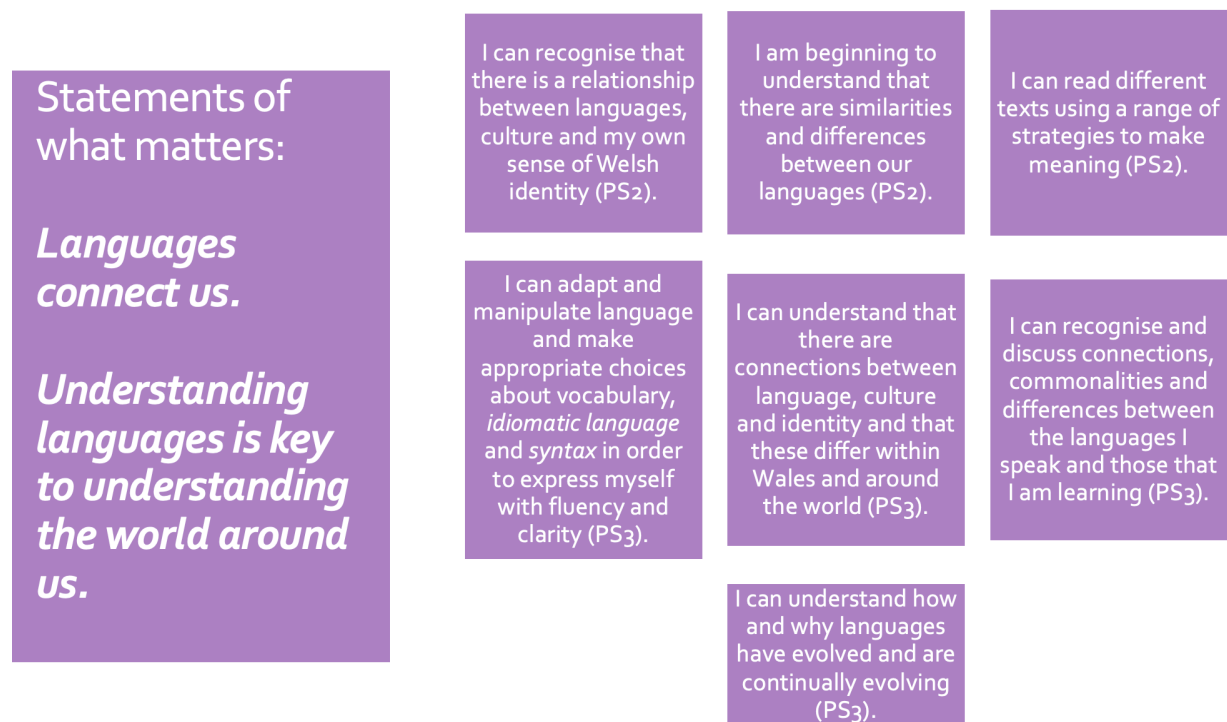 Statements of
what matters:
Languages
connect us.
Understanding
languages is key
to understanding
the world around
us.
I can recognise that
there is a relationship
between languages,
culture and my own
sense of Welsh
identity (PS2).
I am beginning to
understand that
there are similarities
and differences
between our
languages (PS2).
I can read different
texts using a range of
strategies to make
meaning (PS2).
I can adapt and
manipulate language
and make
appropriate choices
about vocabulary,
idiomatic language
and syntax in order
to express myself
with fluency and
clarity (PS3).
I can understand that
there are
connections between
language, culture
and identity and that
these differ within
Wales and around
the world (PS3).
I can recognise and
discuss connections,
commonalities and
differences between
the languages I
speak and those that
I am learning (PS3).
I can understand how
and why languages
have evolved and are
continually evolving
(PS3).